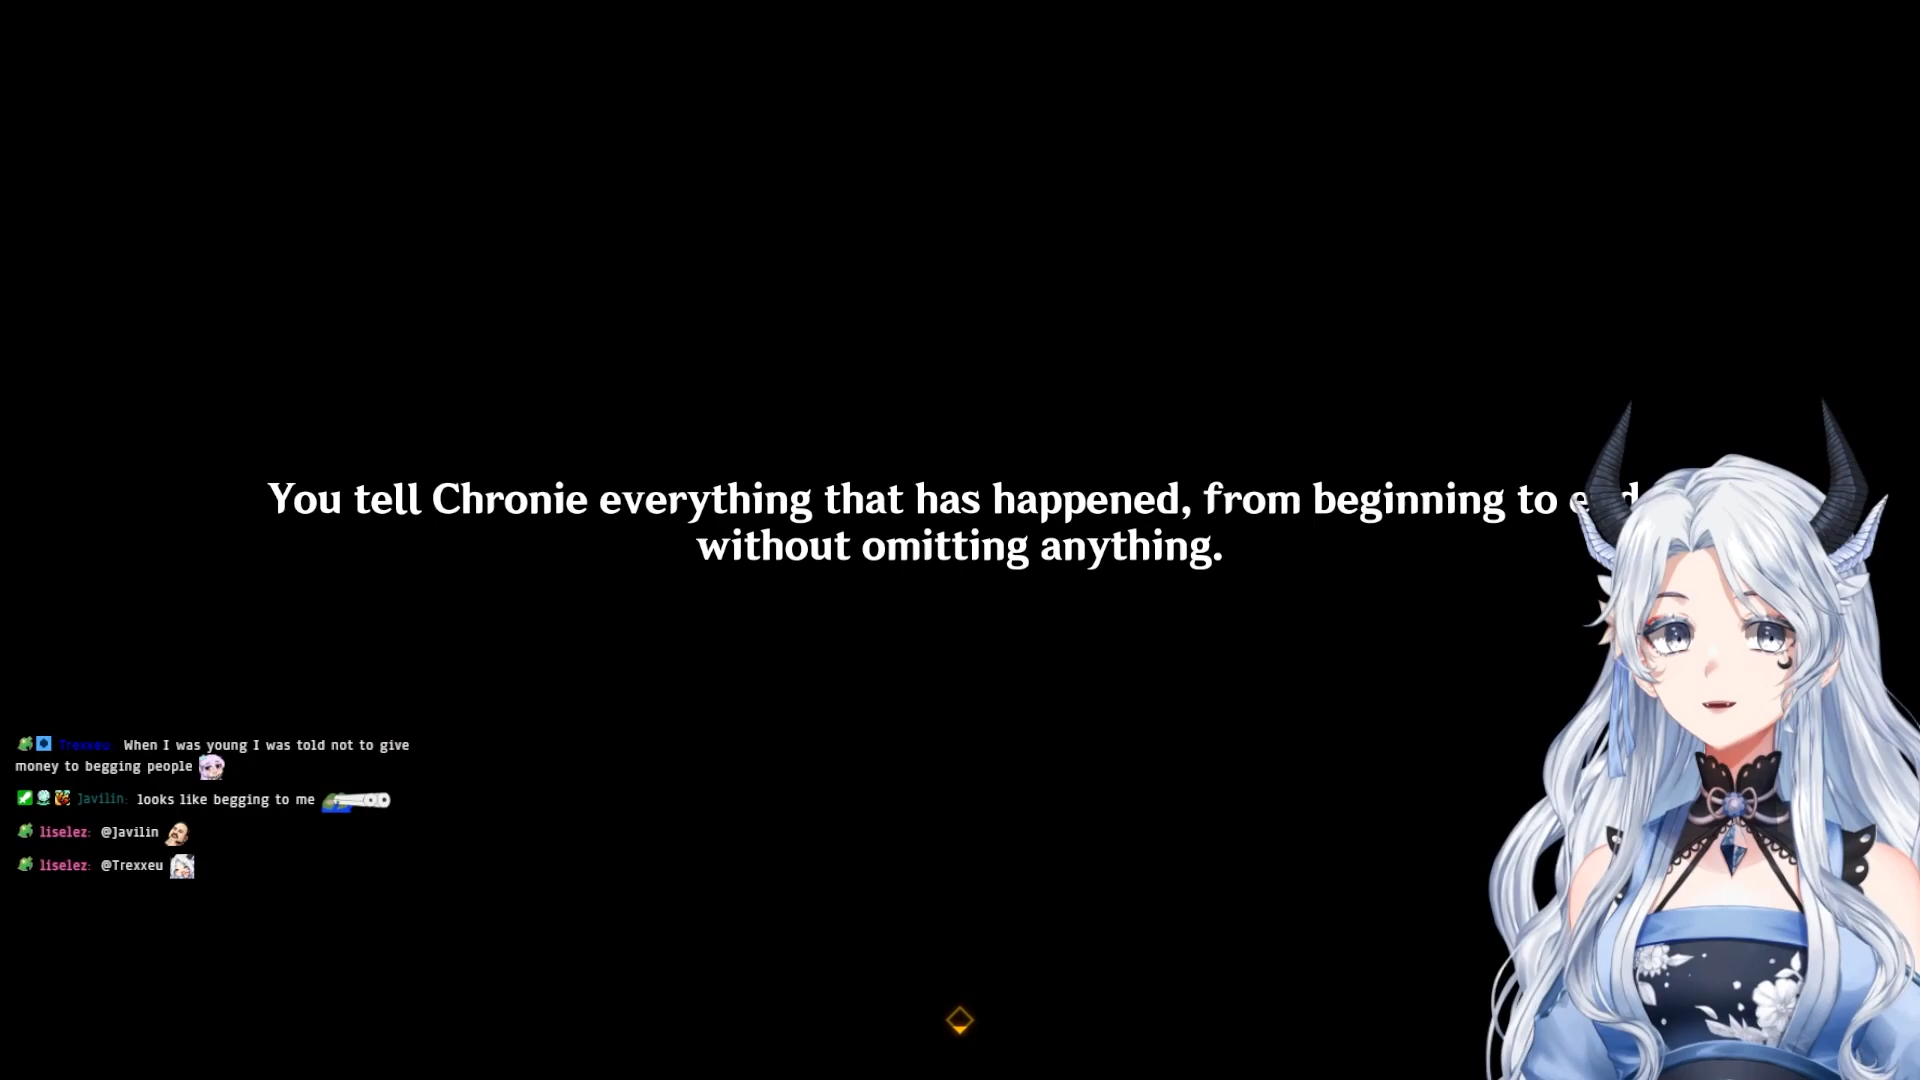 You tell Chronie everything that has happened, from beginning to
without omitting anything.
Trexxeu: When I was young I was told not to give
money to begging people
Javilin: looks like begging to me
liselez: @Javilin
liselez: @Trexxeu